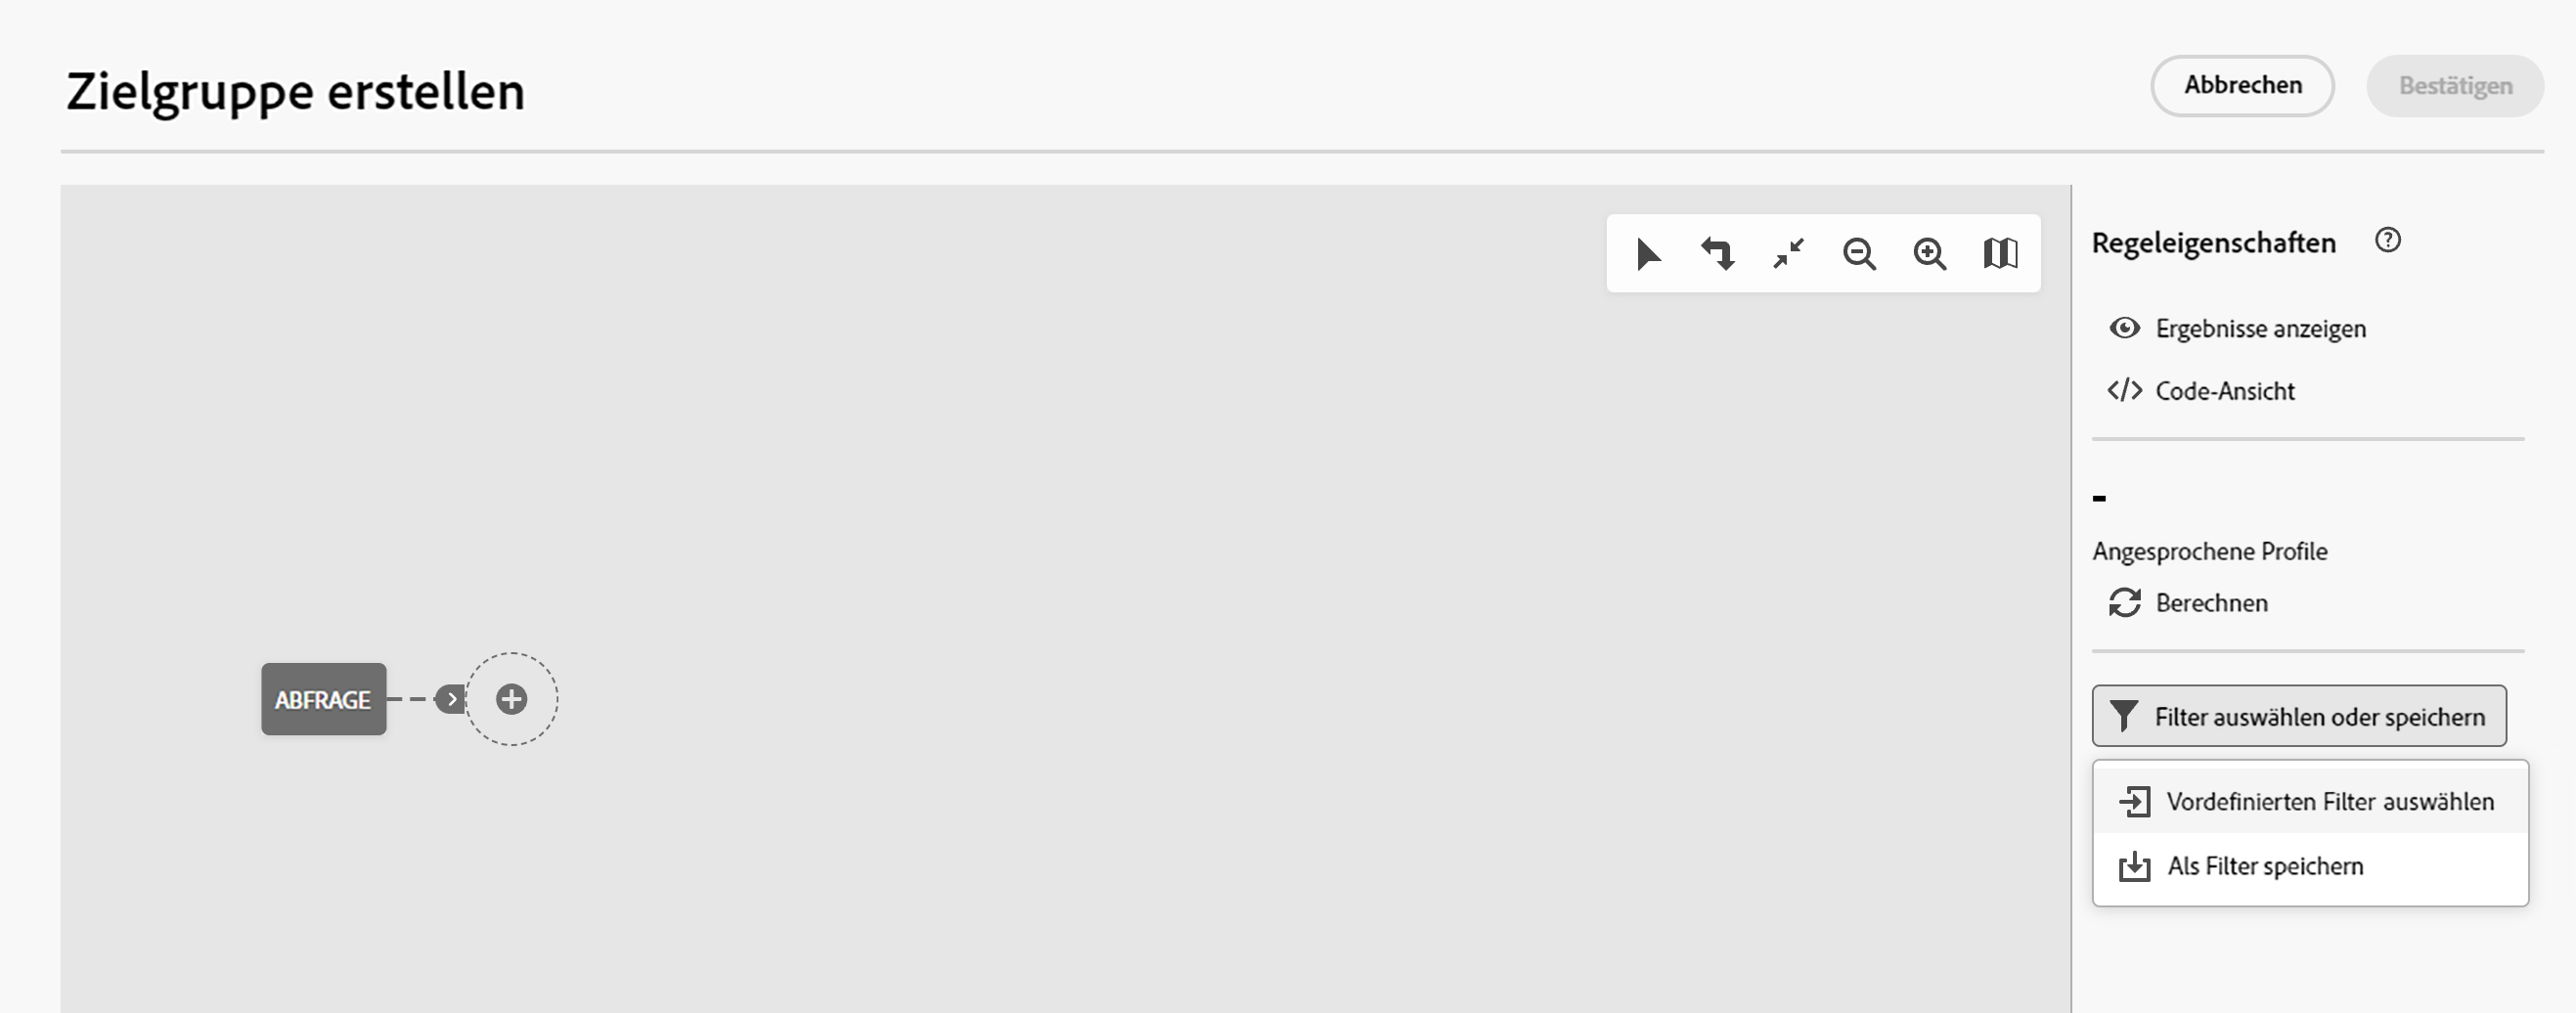 Zielgruppe erstellen
Abbrechen
Bestätigen
Regeleigenschaften
Ergebnisse anzeigen
Code-Ansicht
-
Angesprochene Profile
Berechnen
ABFRAGE
Filter auswählen oder speichern
Vordefinierten Filter auswählen
Als Filter speichern